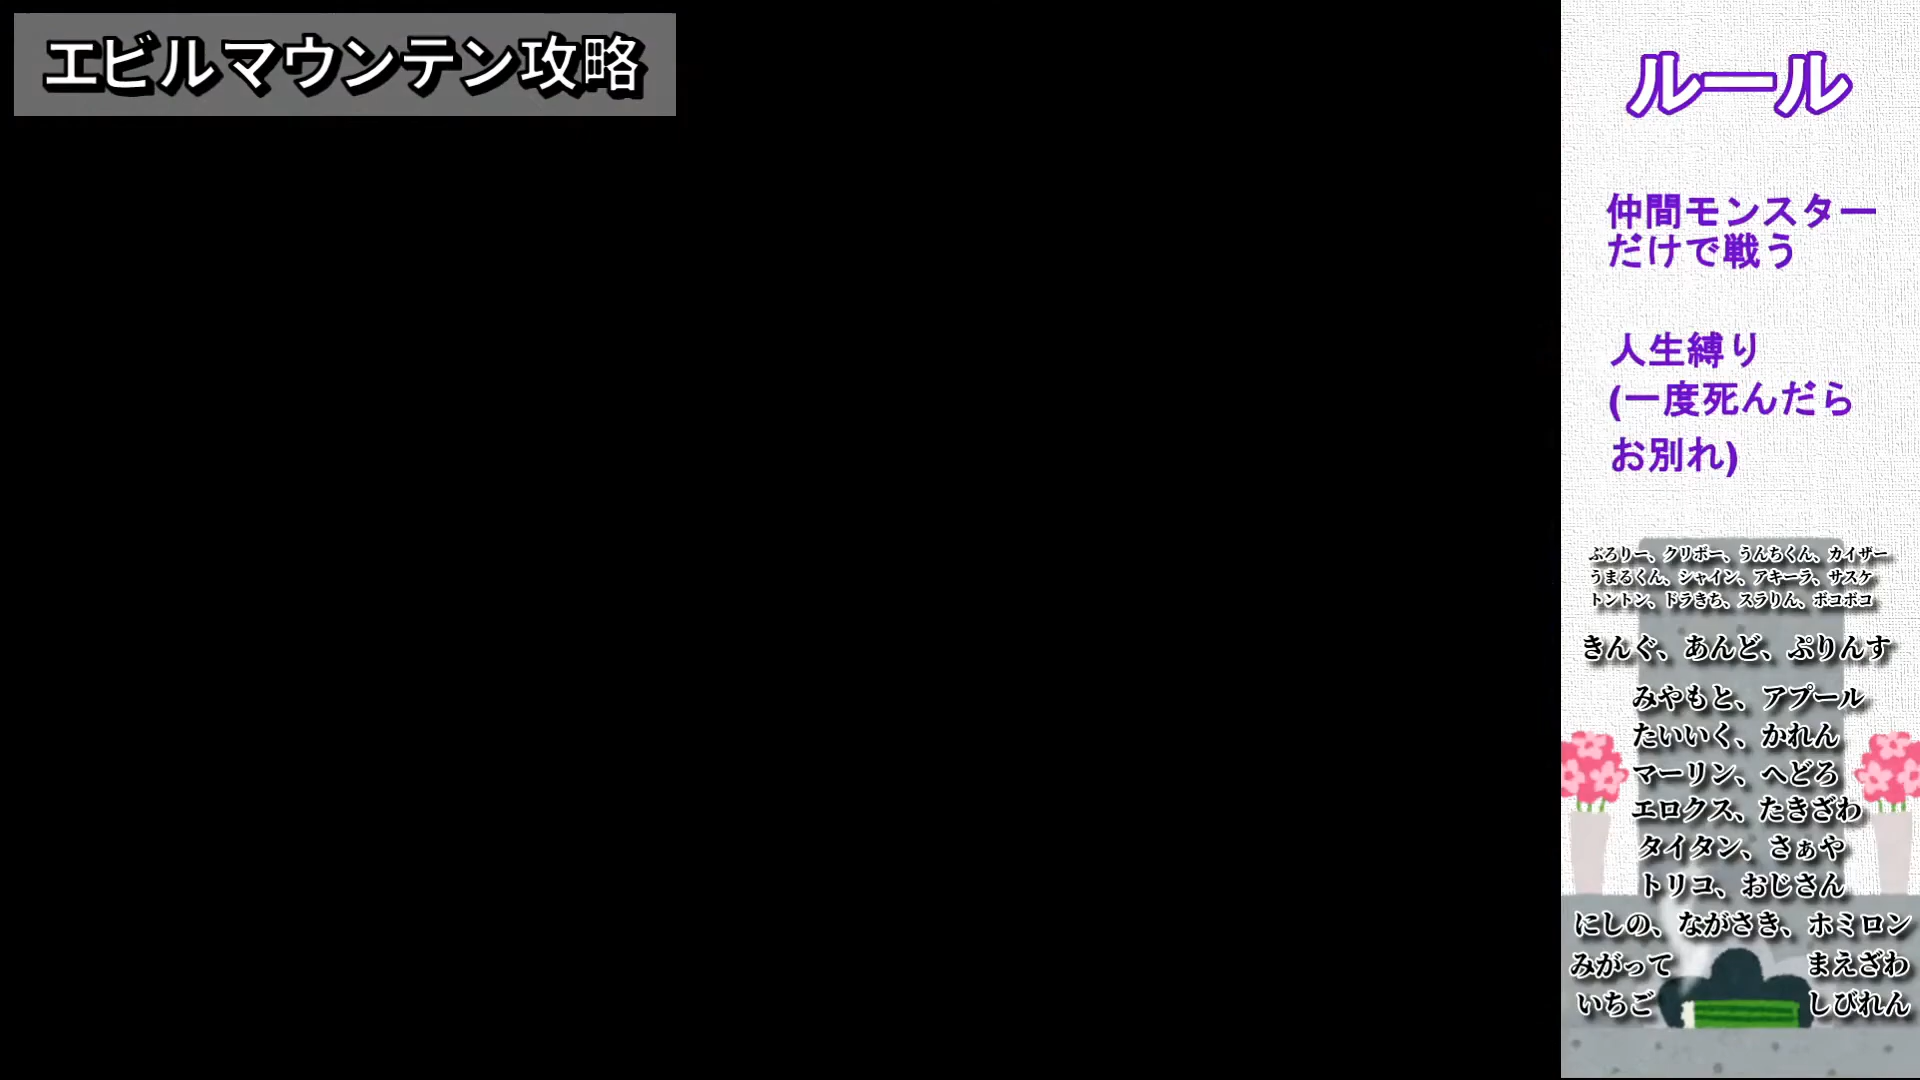 エビルマウンテン攻略
ルール
仲間モンスター
だけで戦う
人生縛り
(一度死んだら
お別れ)
ぶろりー、クリボー、うんちくん、カイザー
うまるくん、シャイン、アキーラ、サスケ
トントン、ドラきち、スラりん、ポコポコ
きんぐ、あんど、ぷりんす
みやもと、アプール
たいいく、かれん
マーリン、へどろ
エロクス、たきざわ
タイタン、さぁや
トリコ、おじさん
にしの、ながさき、ホミロン
みがって まえざわ
いちご しびれん